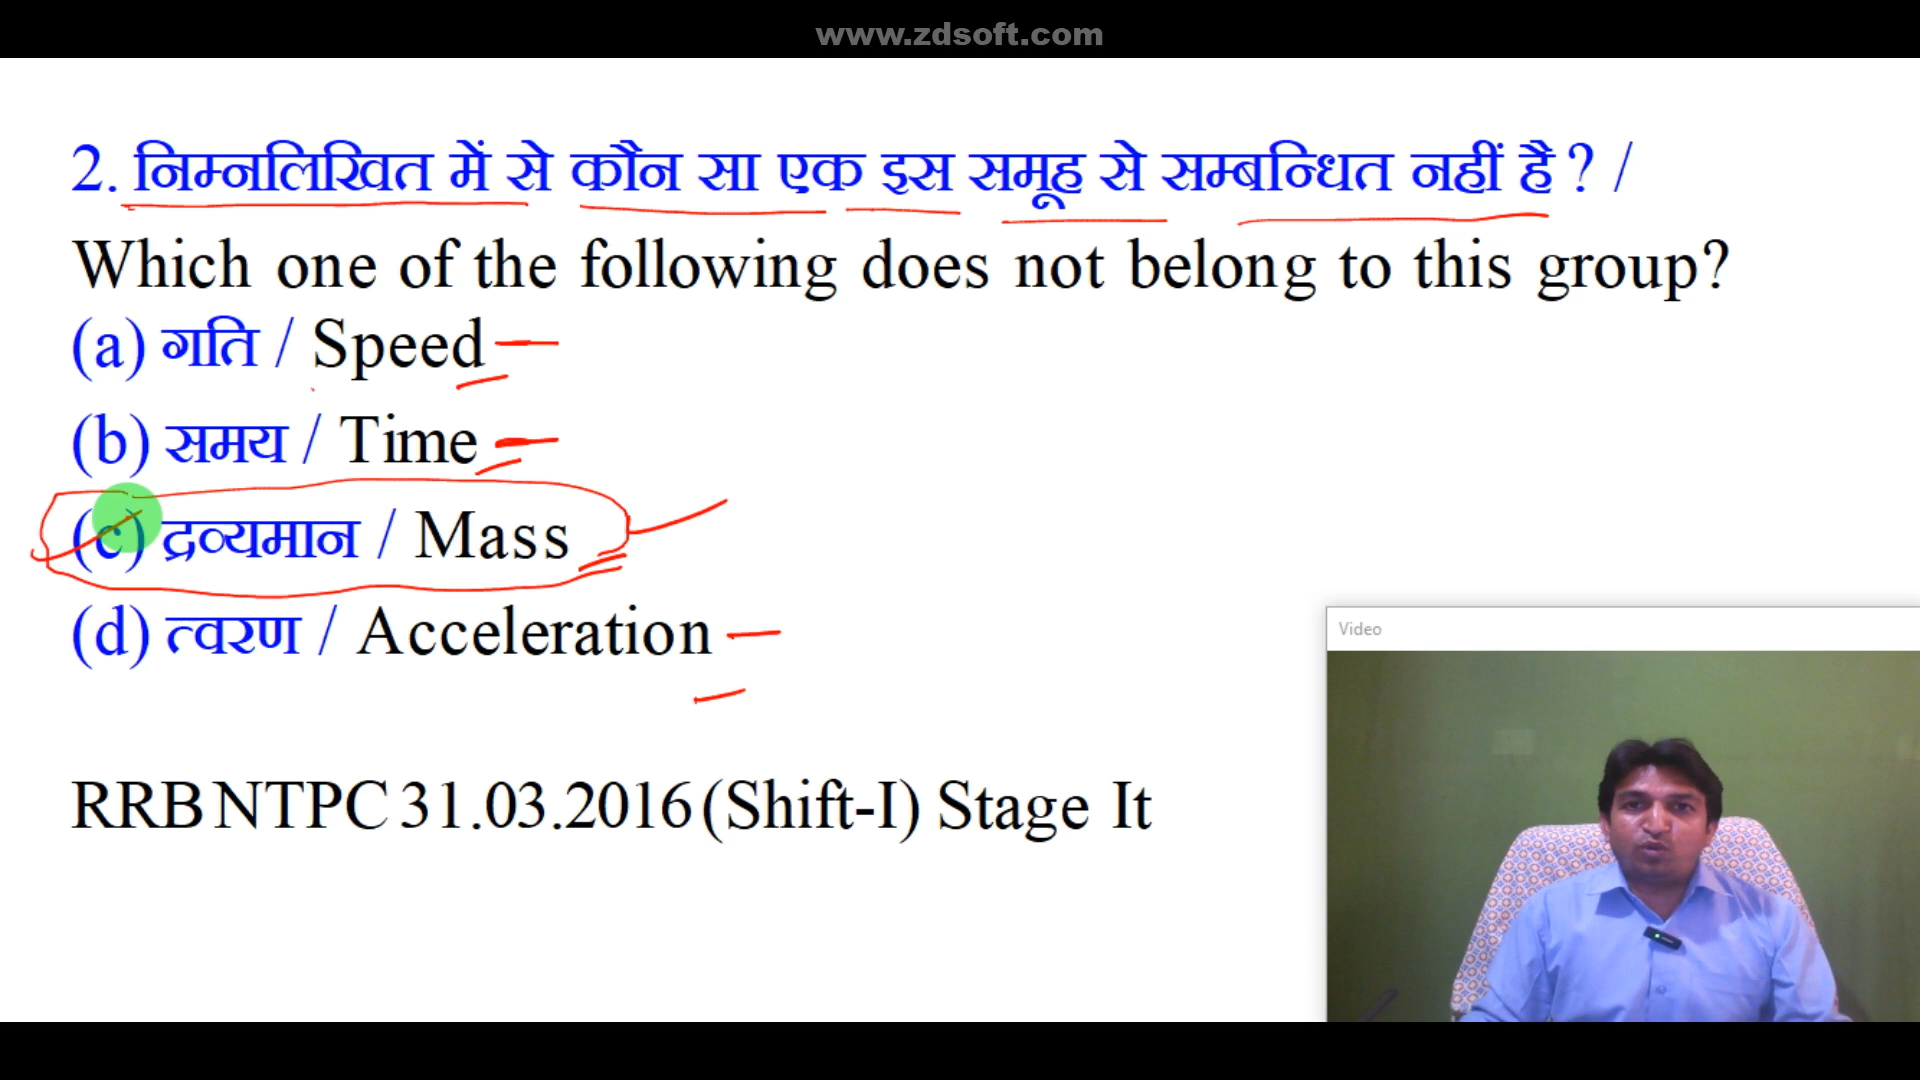 www.zdsoft.com
2. निम्नलिखित में से कौन सा एक इस समूह से सम्बन्धित नहीं है ? /
Which one of the following does not belong to this group?
(a) गति / Speed
(b) समय / Time
(c) द्रव्यमान / Mass
(d) त्वरण / Acceleration
RRB NTPC 31.03.2016 (Shift-I) Stage It
Video